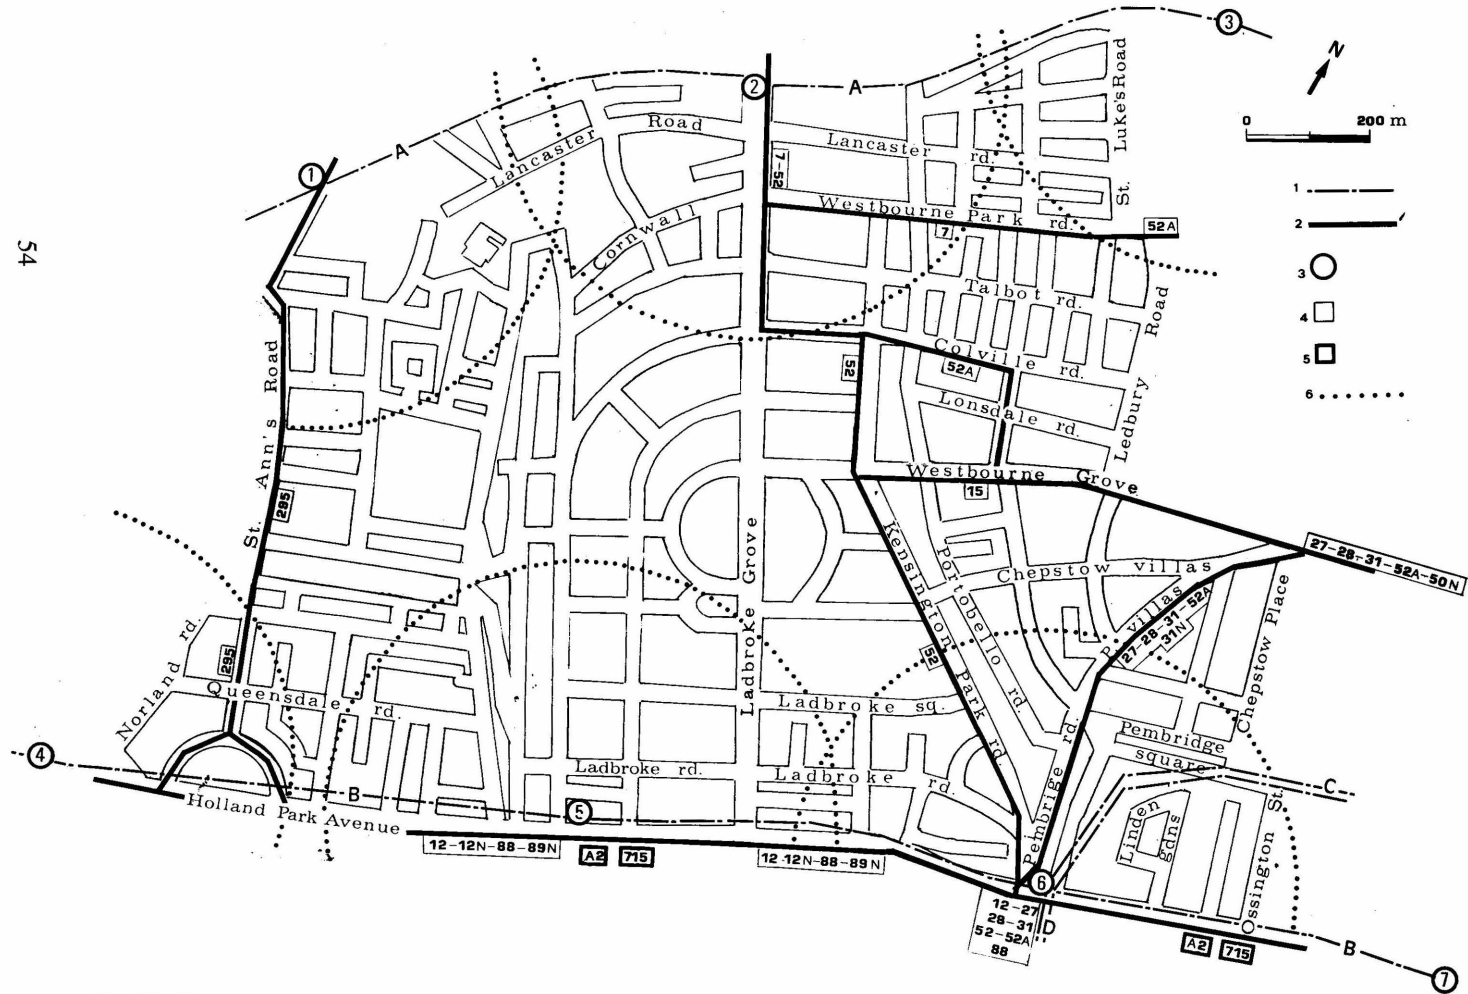 3
N
2
A
0 200 m
Road
Luke's Road
Lancaster
Lancaster rd.
1
A
7-52
St.
1
Westbourne Park rd.
52A
2
7
54
Cornwall
3
Talbot rd.
Road
4
Colville rd.
5
52
52A
Ann's Road
Ledbury
6
Lonsdale rd.
Westbourne Grove
15
295
St.
Grove
Kensington Park rd.
Portobello rd.
Chepstow villas
27-28-31-52A-50N
P. villas
27-28-31-52A
31N
Chepstow Place
Norland rd.
295
52
Queensdale rd.
Ladbroke
Ladbroke sq.
Pembridge
square
4
Ladbroke rd.
Ladbroke rd.
Pembridge rd.
C
B
Holland Park Avenue
5
Linden
gdns
Ossington St.
12-12N-88-89N
A2
715
12-12N-88-89N
6
12-27
28-31
52-52A
88
D
A2
715
B
7